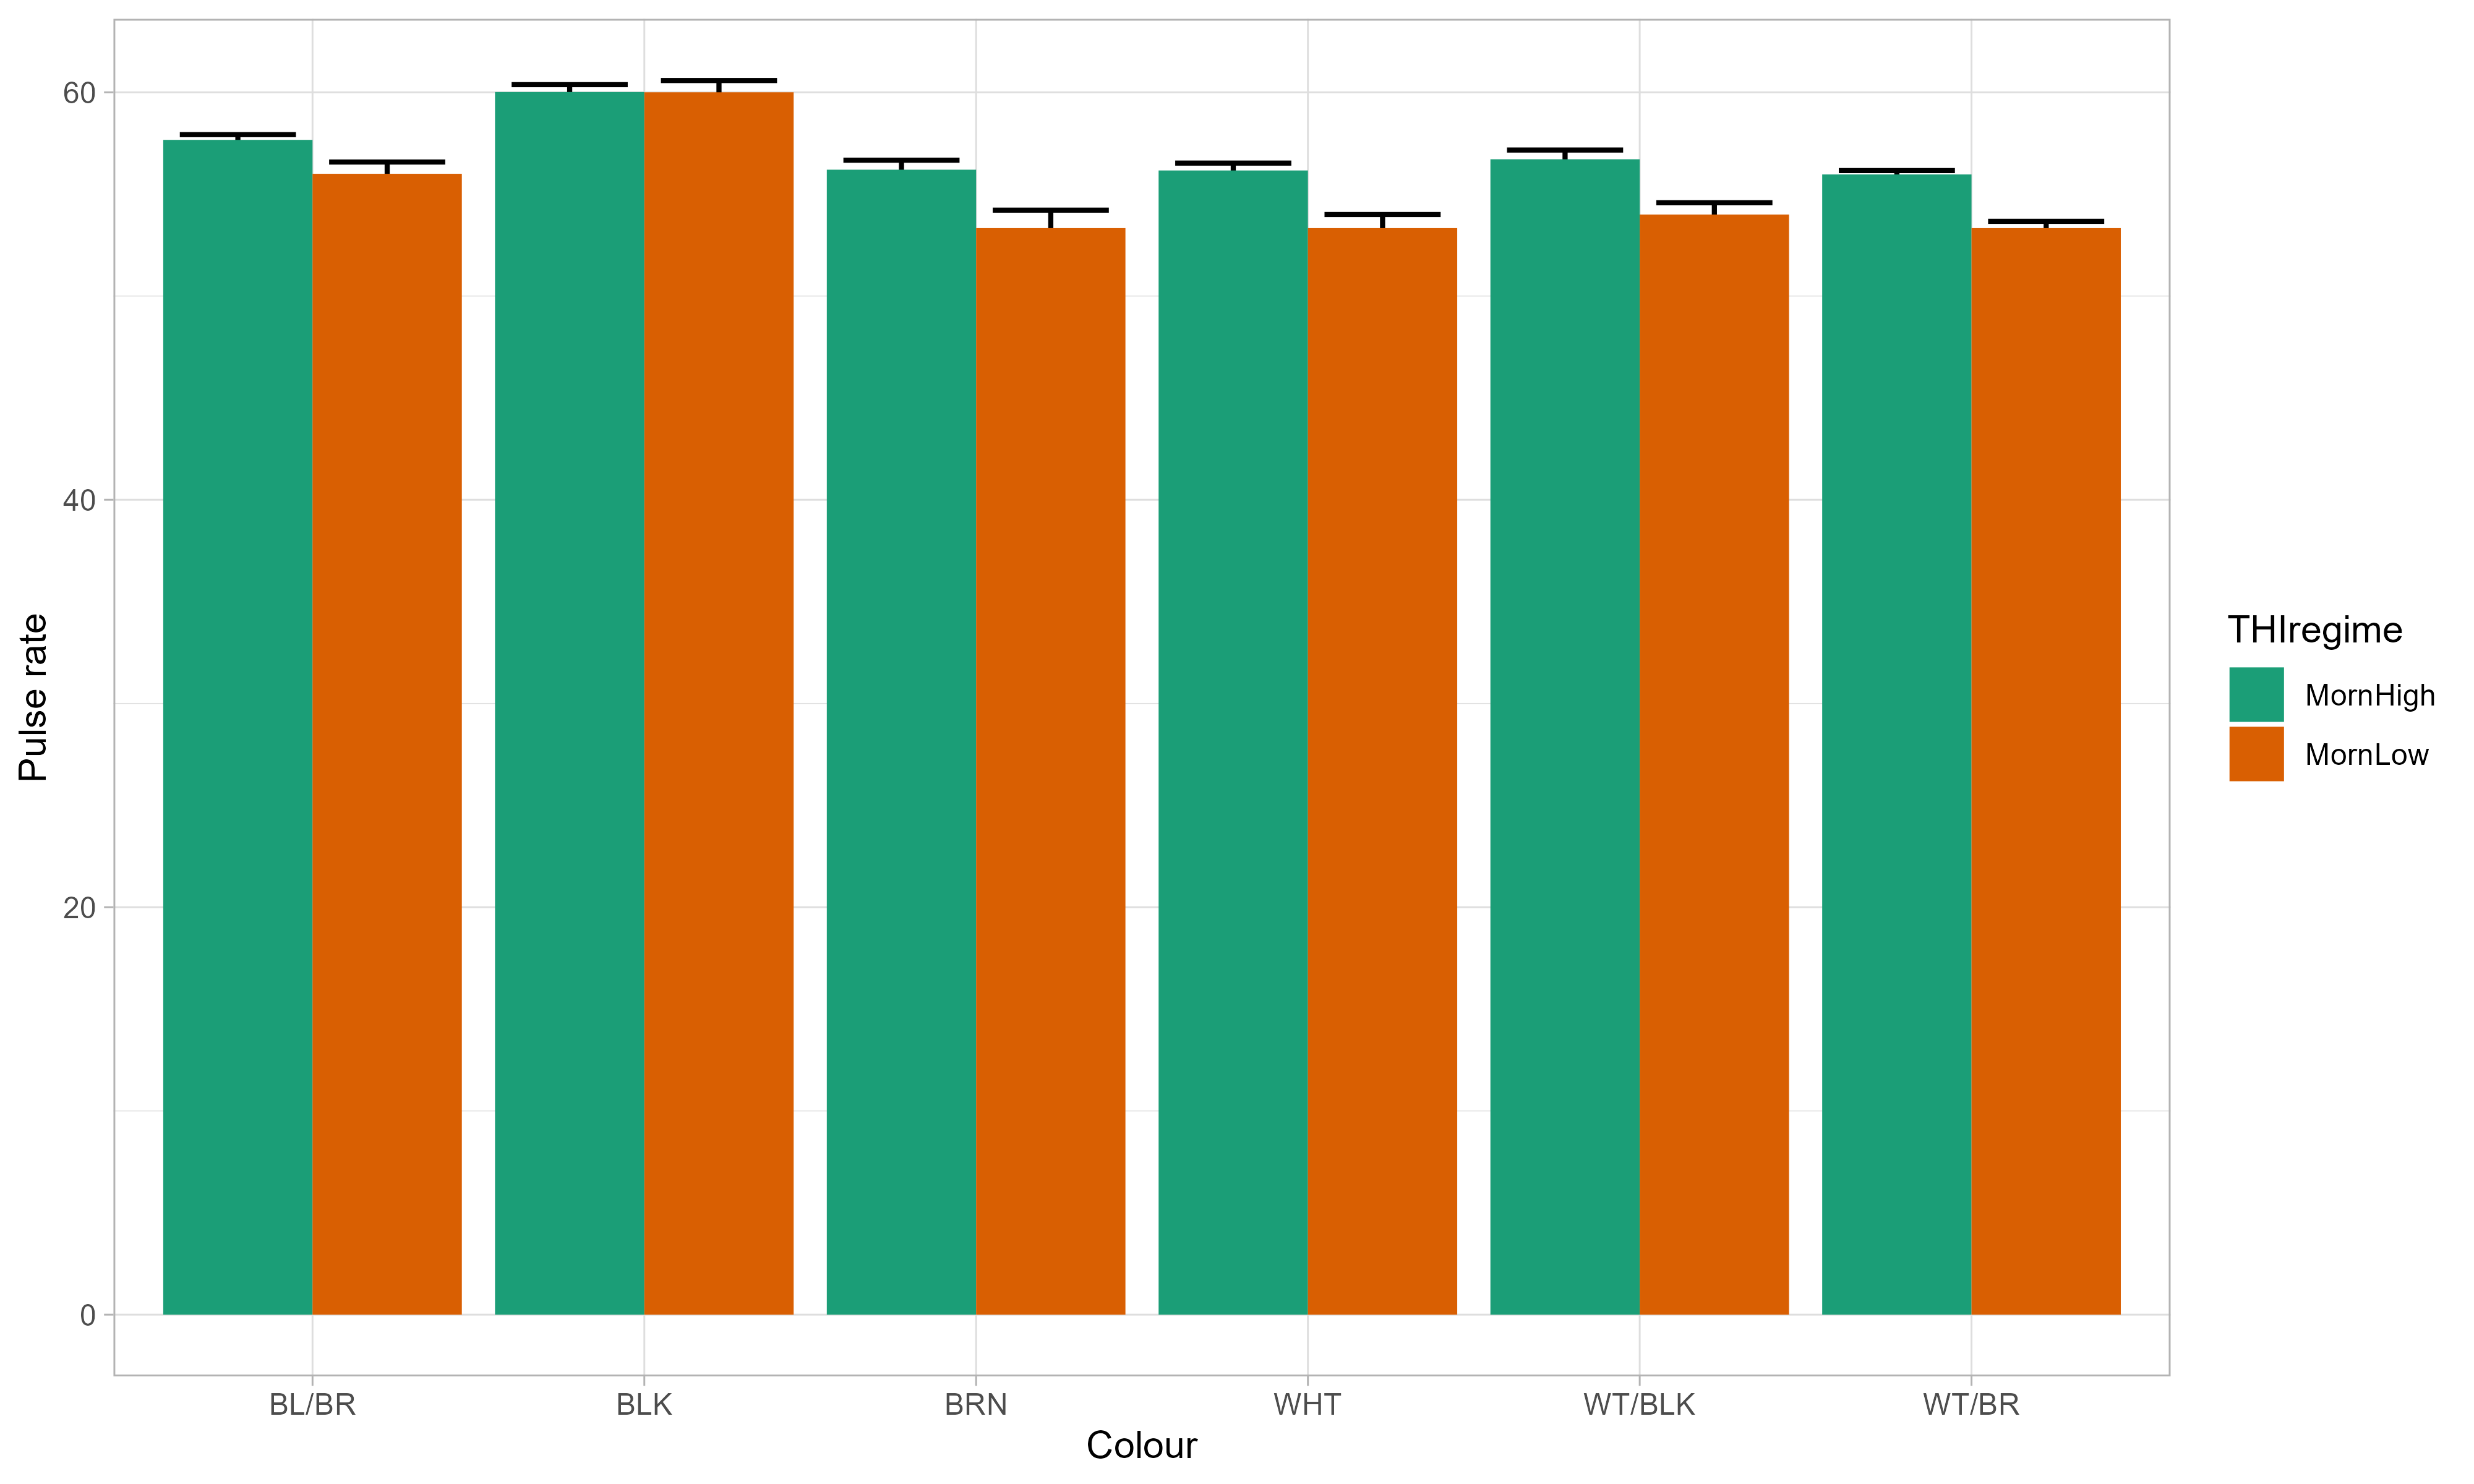 60
40
20
0
Pulse rate
BL/BR
BLK
BRN
WHT
WT/BLK
WT/BR
Colour
THIregime
MornHigh
MornLow